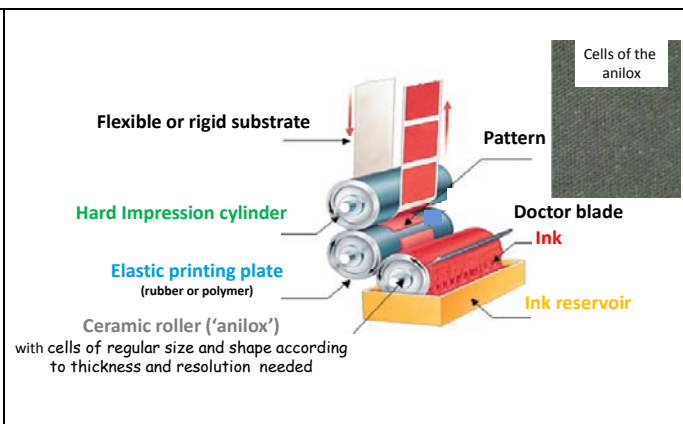 Cells of the
anilox
Flexible or rigid substrate
Pattern
Hard Impression cylinder
Doctor blade
Ink
Elastic printing plate
(rubber or polymer)
Ink reservoir
Ceramic roller (‘anilox’)
with cells of regular size and shape according
to thickness and resolution needed